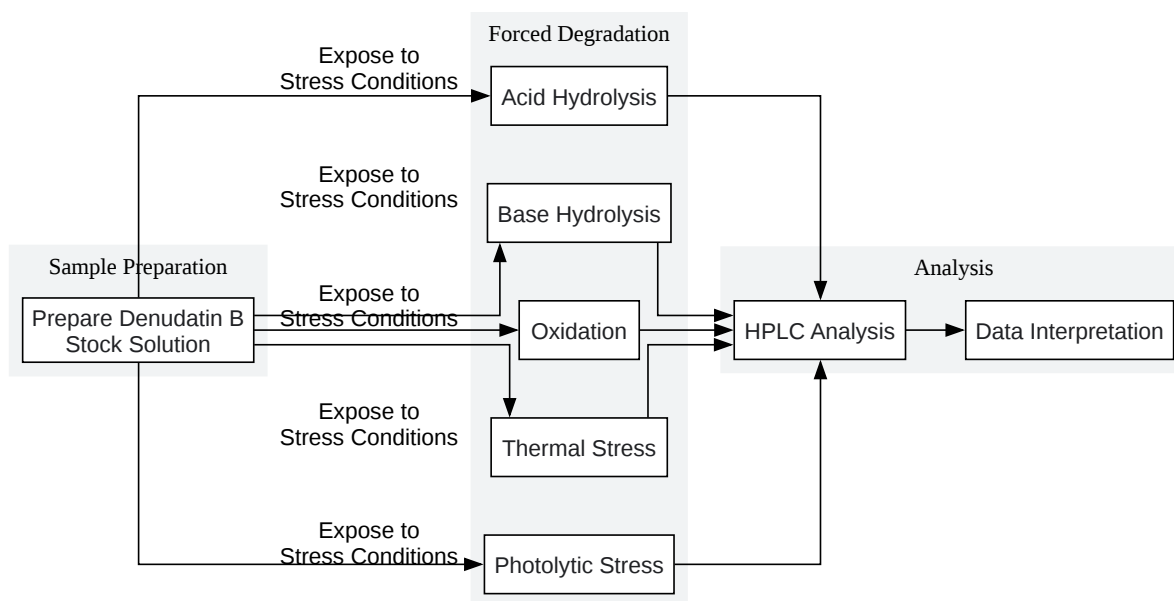 Forced Degradation
Expose to
Stress Conditions
Acid Hydrolysis
Expose to
Stress Conditions
Base Hydrolysis
Sample Preparation
Analysis
Expose to
Stress Conditions
Prepare Denudatin B
Stock Solution
Oxidation
HPLC Analysis
Data Interpretation
Expose to
Stress Conditions
Thermal Stress
Expose to
Stress Conditions
Photolytic Stress